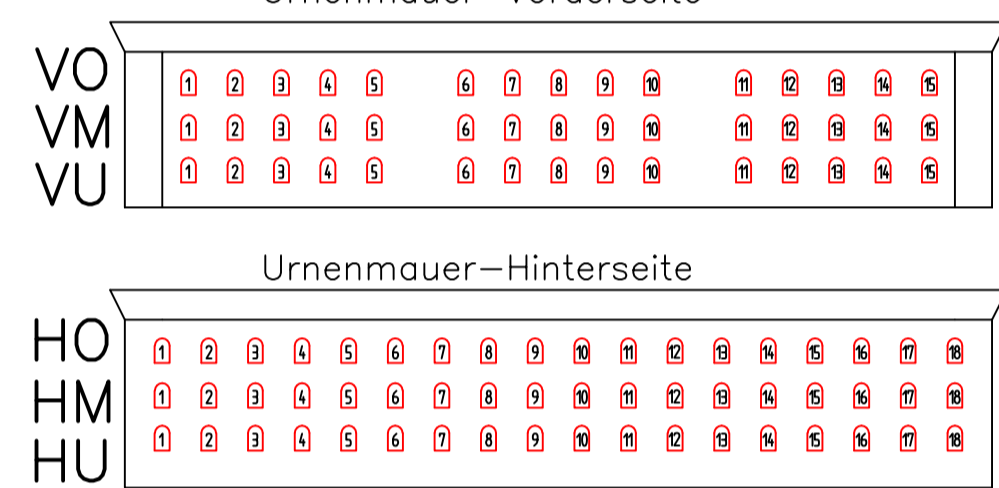 Urnenmauer-Vorderseite
VO 1 2 3 4 5 6 7 8 9 10 11 12 13 14 15
VM 1 2 3 4 5 6 7 8 9 10 11 12 13 14 15
VU 1 2 3 4 5 6 7 8 9 10 11 12 13 14 15
Urnenmauer-Hinterseite
HO 1 2 3 4 5 6 7 8 9 10 11 12 13 14 15 16 17 18
HM 1 2 3 4 5 6 7 8 9 10 11 12 13 14 15 16 17 18
HU 1 2 3 4 5 6 7 8 9 10 11 12 13 14 15 16 17 18